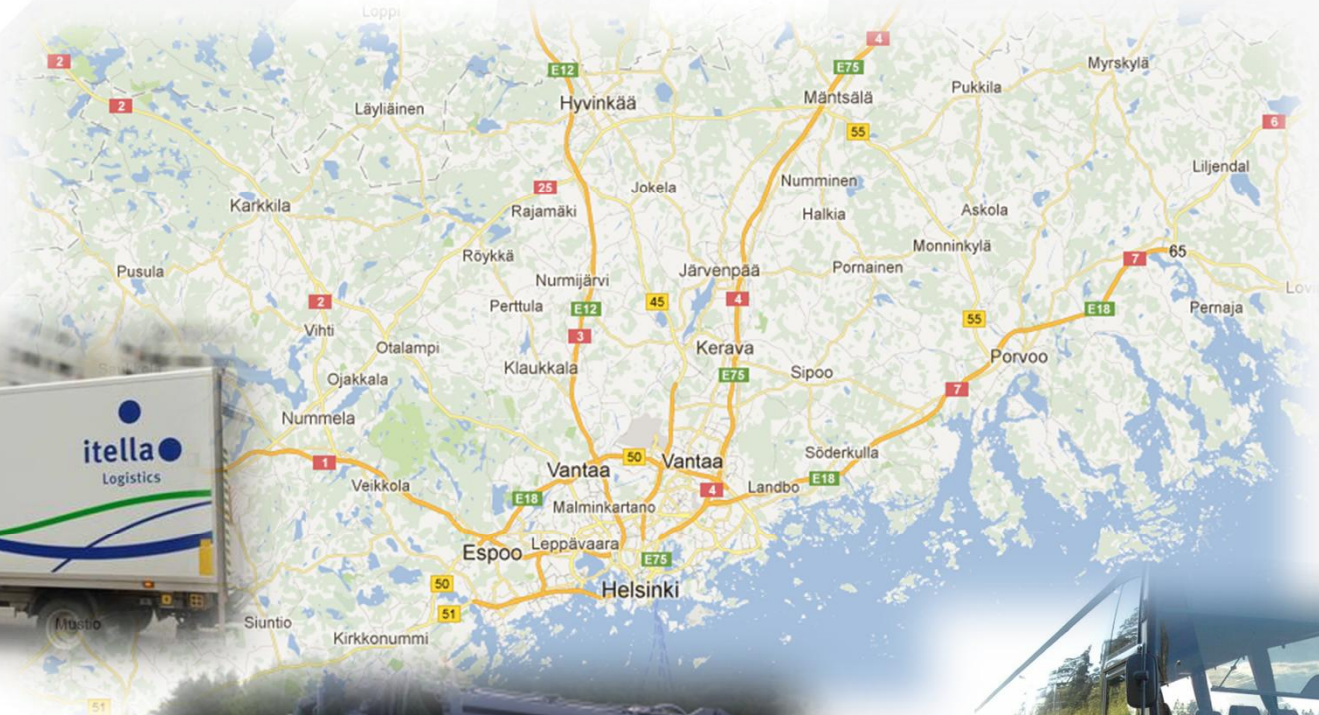 Loppi
4
2
Myrskylä
E12
E75
Pukkila
Mäntsälä
Hyvinkää
2
Läyliäinen
6
55
Liljendal
Numminen
25
Jokela
Karkkila
Rajamäki
Halkia
Askola
Monninkylä
65
Röykkä
7
Pusula
Järvenpää
Pornainen
Nurmijärvi
2
45
4
Perttula
E12
E18
Pernaja
55
Vihti
3
Otalampi
Kerava
Porvoo
Klaukkala
E75
Sipoo
Ojakkala
7
Nummela
itella
Logistics
Söderkulla
50
1
Vantaa
Vantaa
Veikkola
4
Landbo
E18
E18
Malminkartano
Leppävaara
Espoo
E75
50
Helsinki
51
Mustio
Siuntio
Kirkkonummi
51